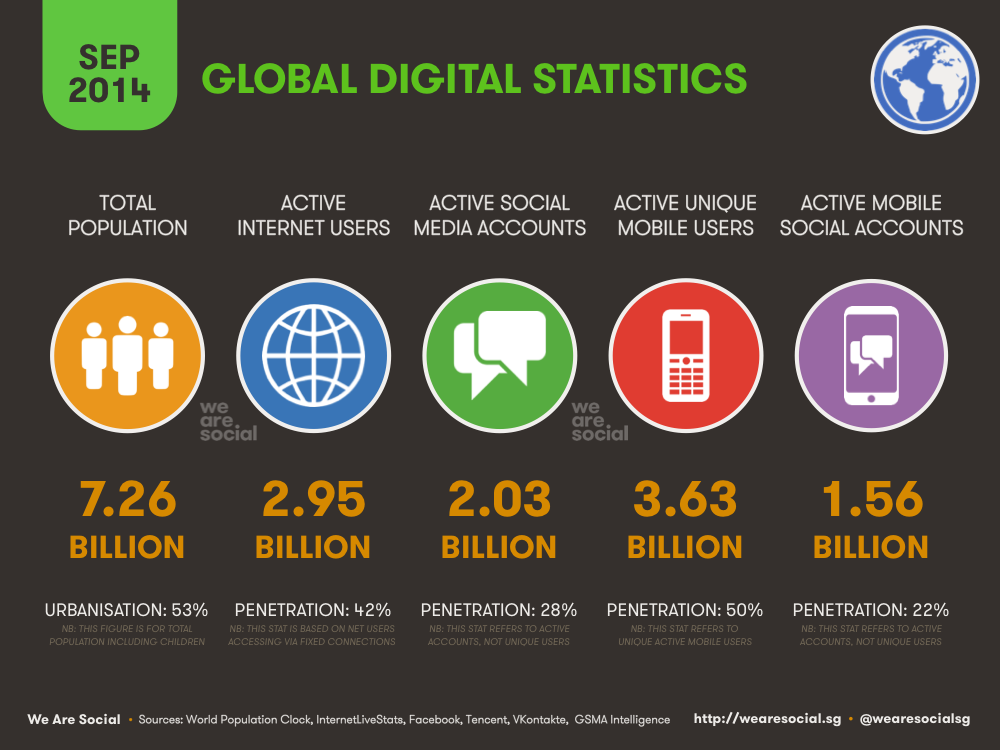 SEP
2014
GLOBAL DIGITAL STATISTICS
TOTAL
POPULATION
ACTIVE
INTERNET USERS
ACTIVE SOCIAL
MEDIA ACCOUNTS
ACTIVE UNIQUE
MOBILE USERS
ACTIVE MOBILE
SOCIAL ACCOUNTS
we
are
social
we
are
social
7.26
BILLION
2.95
BILLION
2.03
BILLION
3.63
BILLION
1.56
BILLION
URBANISATION: 53%
NB: THIS FIGURE IS FOR TOTAL
POPULATION INCLUDING CHILDREN
PENETRATION: 42%
NB: THIS STAT IS BASED ON NET USERS
ACCESSING VIA FIXED CONNECTIONS
PENETRATION: 28%
NB: THIS STAT REFERS TO ACTIVE
ACCOUNTS, NOT UNIQUE USERS
PENETRATION: 50%
NB: THIS STAT REFERS TO
UNIQUE ACTIVE MOBILE USERS
PENETRATION: 22%
NB: THIS STAT REFERS TO ACTIVE
ACCOUNTS, NOT UNIQUE USERS
We Are Social • Sources: World Population Clock, InternetLiveStats, Facebook, Tencent, VKontakte, GSMA Intelligence
http://wearesocial.sg • @wearesocialsg